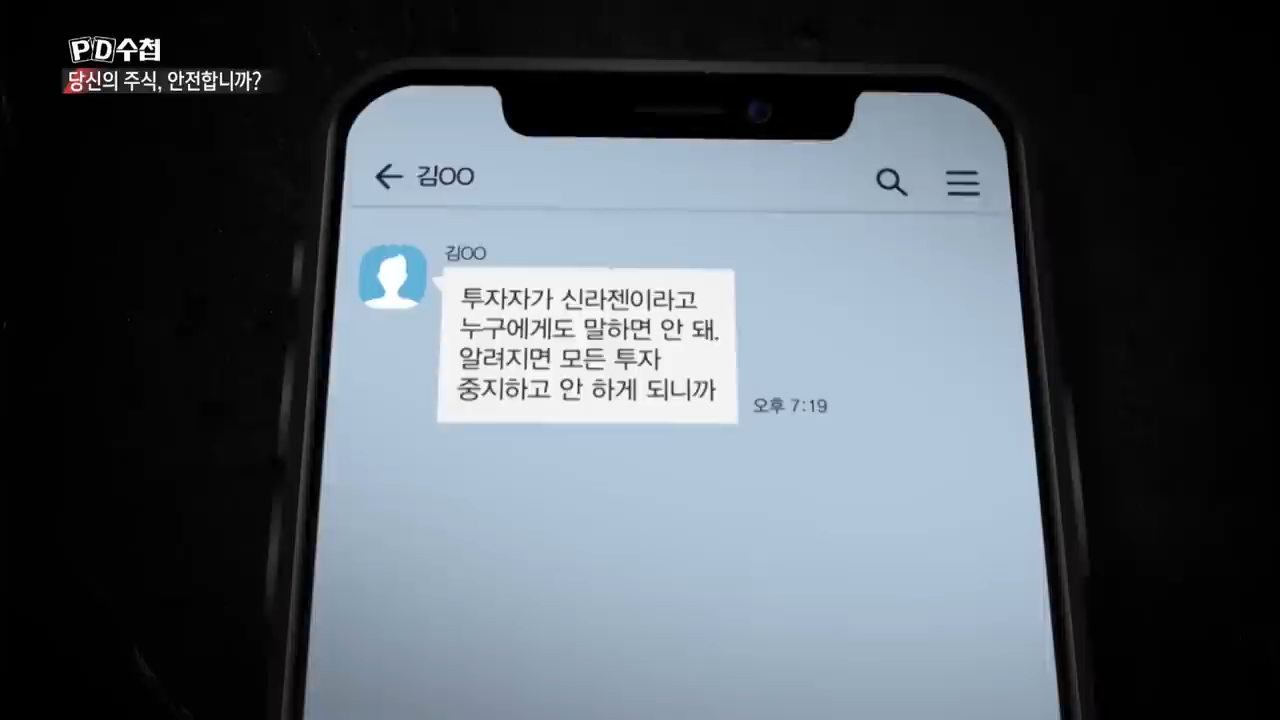 PD수첩
당신의 주식, 안전합니까?
김OO
김OO
투자자가 신라젠이라고
누구에게도 말하면 안 돼.
알려지면 모든 투자
중지하고 안 하게 되니까
오후 7:19